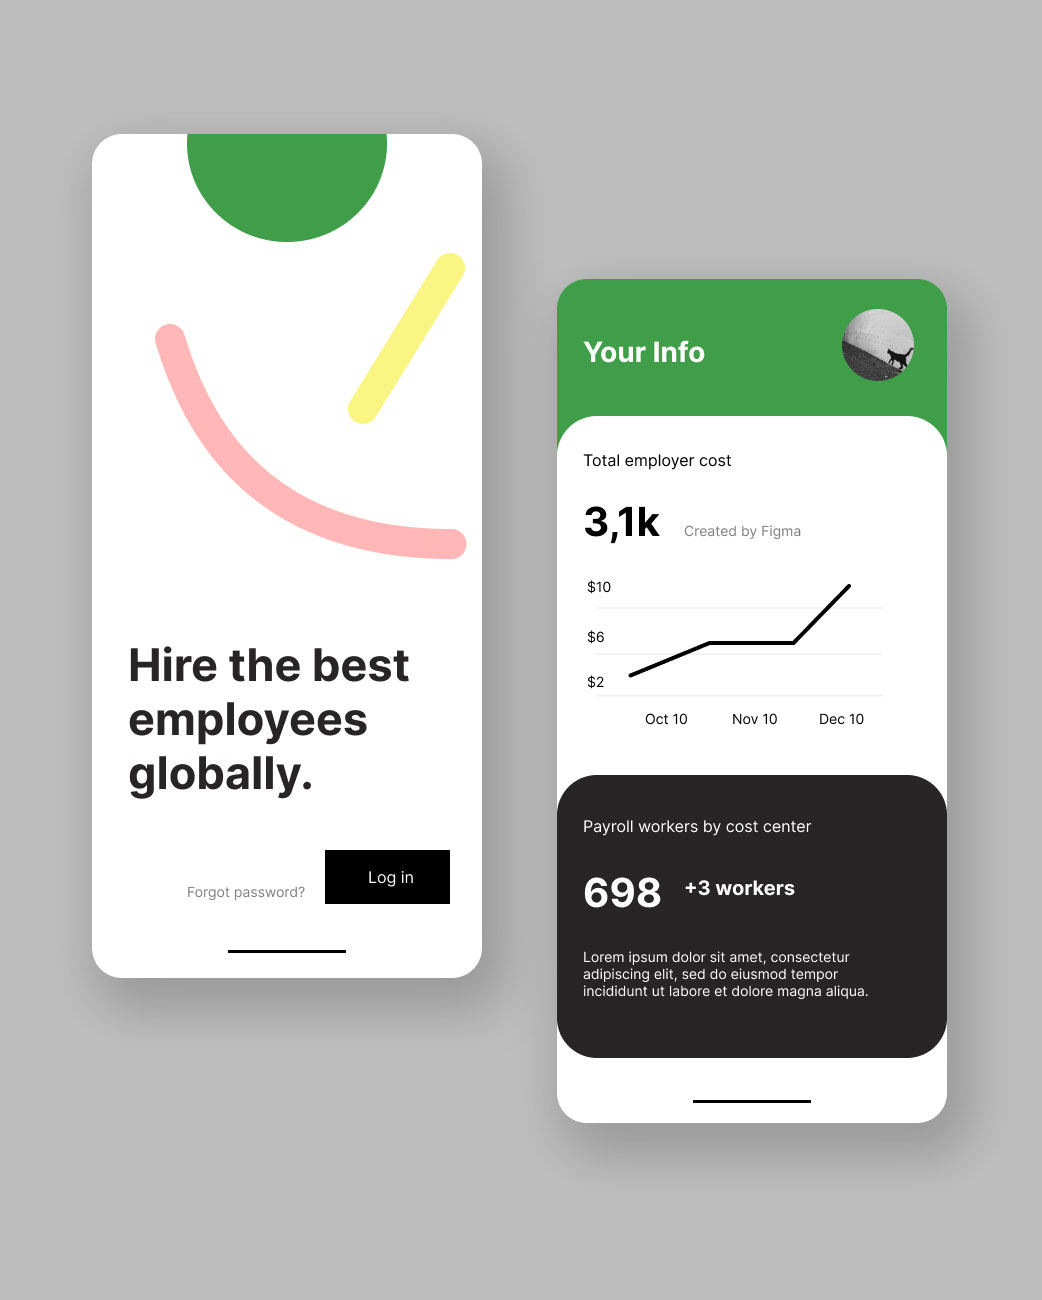 Hire the best
employees
globally.
Forgot password?
Log in
Your Info
Total employer cost
3,1k
Created by Figma
$10
$6
$2
Oct 10 Nov 10 Dec 10
Payroll workers by cost center
698
+3 workers
Lorem ipsum dolor sit amet, consectetur
adipiscing elit, sed do eiusmod tempor
incididunt ut labore et dolore magna aliqua.